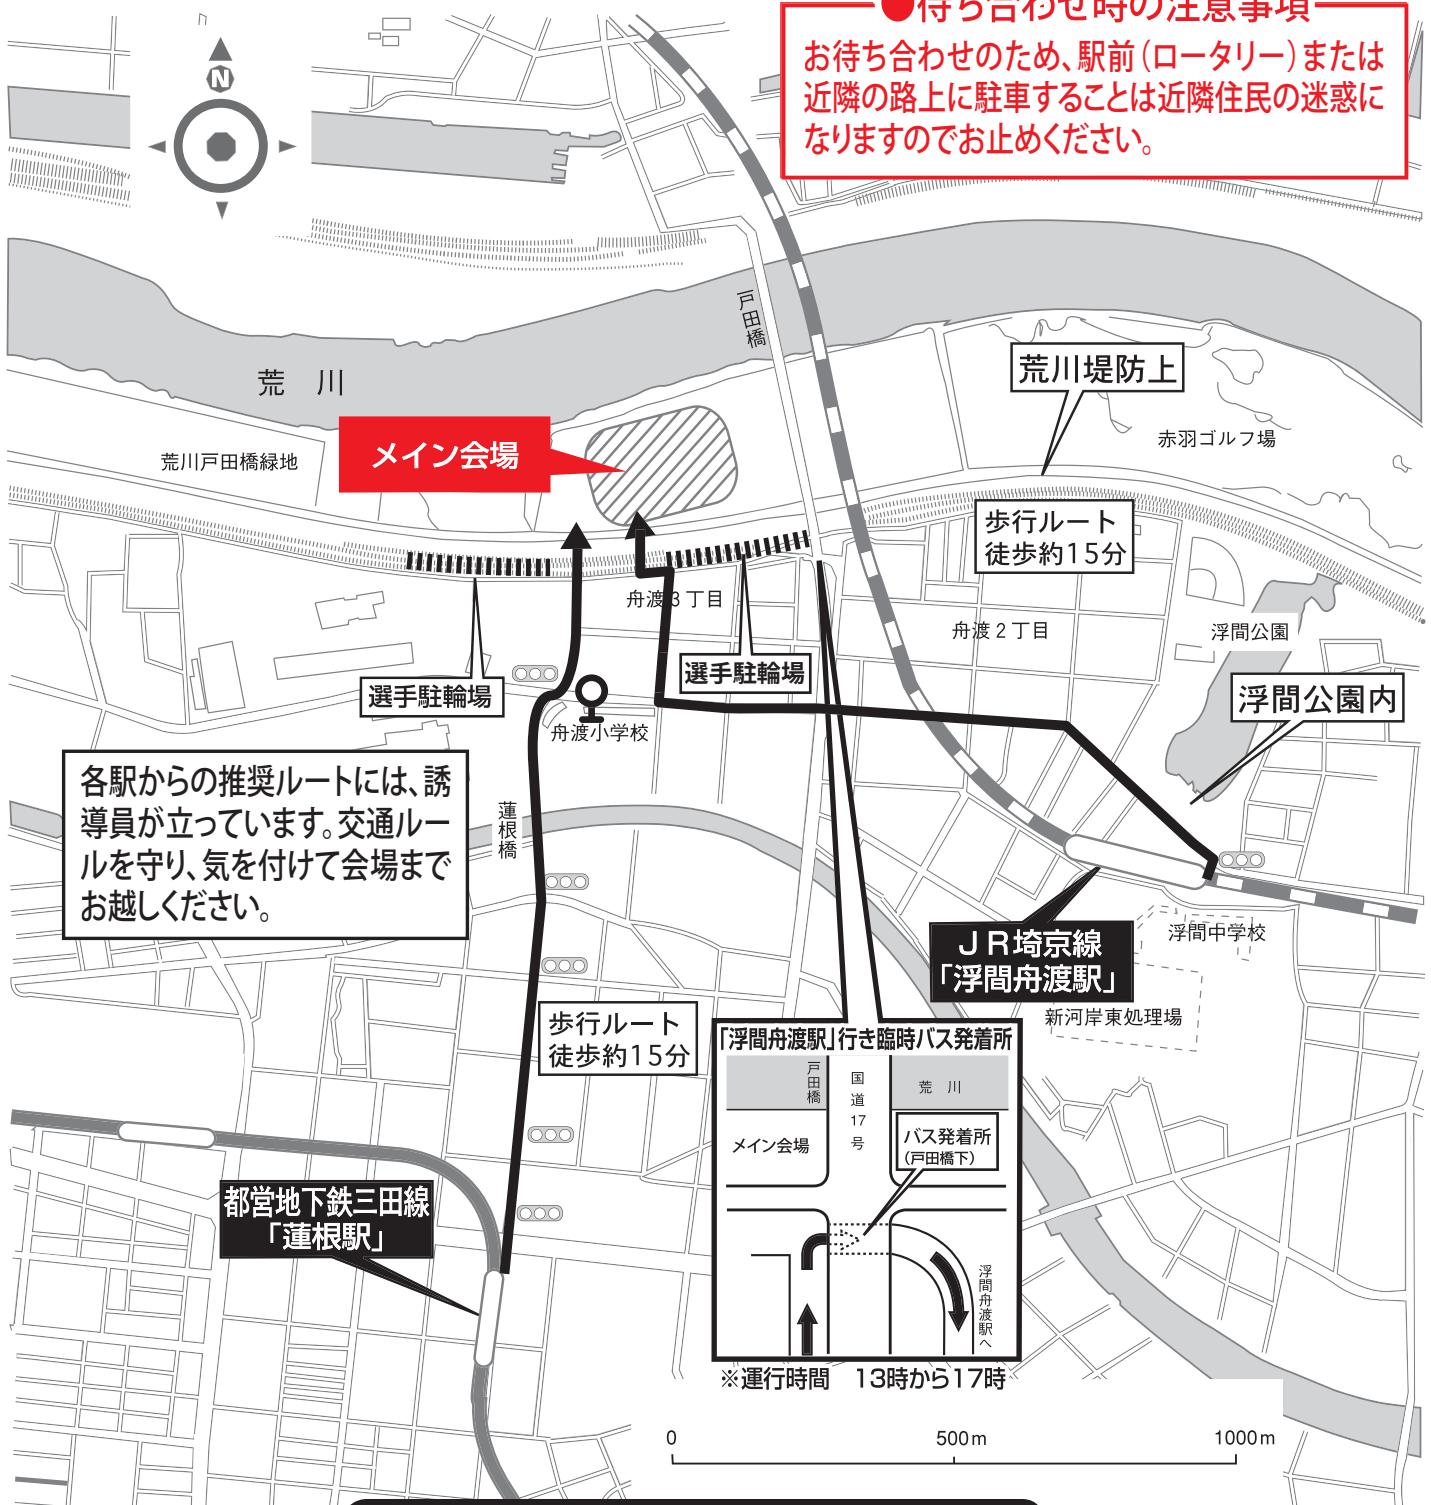 ●待ち合わせ時の注意事項
お待ち合わせのため、駅前（ロータリー）または
近隣の路上に駐車することは近隣住民の迷惑に
なりますのでお止めください。
N
戸田橋
荒川
荒川堤防上
赤羽ゴルフ場
メイン会場
荒川戸田橋緑地
歩行ルート
徒歩約15分
舟渡3丁目
舟渡2丁目
浮間公園
選手駐輪場
選手駐輪場
浮間公園内
舟渡小学校
各駅からの推奨ルートには、誘
導員が立っています。交通ルー
ルを守り、気を付けて会場まで
お越しください。
蓮根橋
JR埼京線
「浮間舟渡駅」
浮間中学校
新河岸東処理場
歩行ルート
徒歩約15分
「浮間舟渡駅」行き臨時バス発着所
戸田橋
国道17号
荒川
メイン会場
バス発着所
（戸田橋下）
浮間舟渡駅へ
都営地下鉄三田線
「蓮根駅」
※運行時間　13時から17時
0
500m
1000m